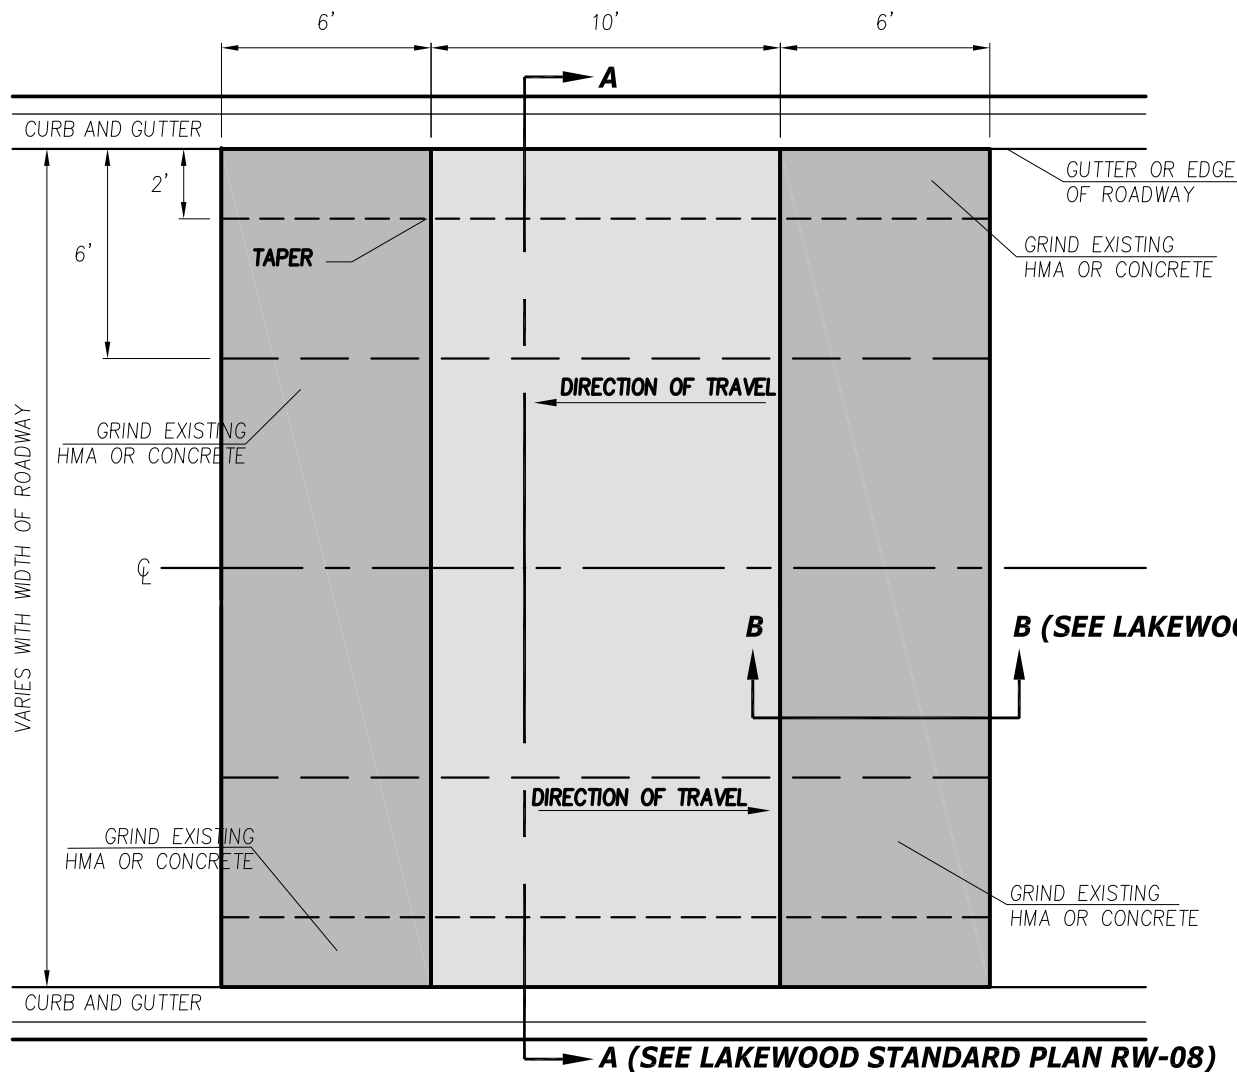 6' 10' 6'
A
CURB AND GUTTER
2'
GUTTER OR EDGE
OF ROADWAY
6'
TAPER
GRIND EXISTING
HMA OR CONCRETE
DIRECTION OF TRAVEL
GRIND EXISTING
HMA OR CONCRETE
VARIES WITH WIDTH OF ROADWAY
℄
B
B (SEE LAKEWOO
DIRECTION OF TRAVEL
GRIND EXISTING
HMA OR CONCRETE
GRIND EXISTING
HMA OR CONCRETE
CURB AND GUTTER
A (SEE LAKEWOOD STANDARD PLAN RW-08)